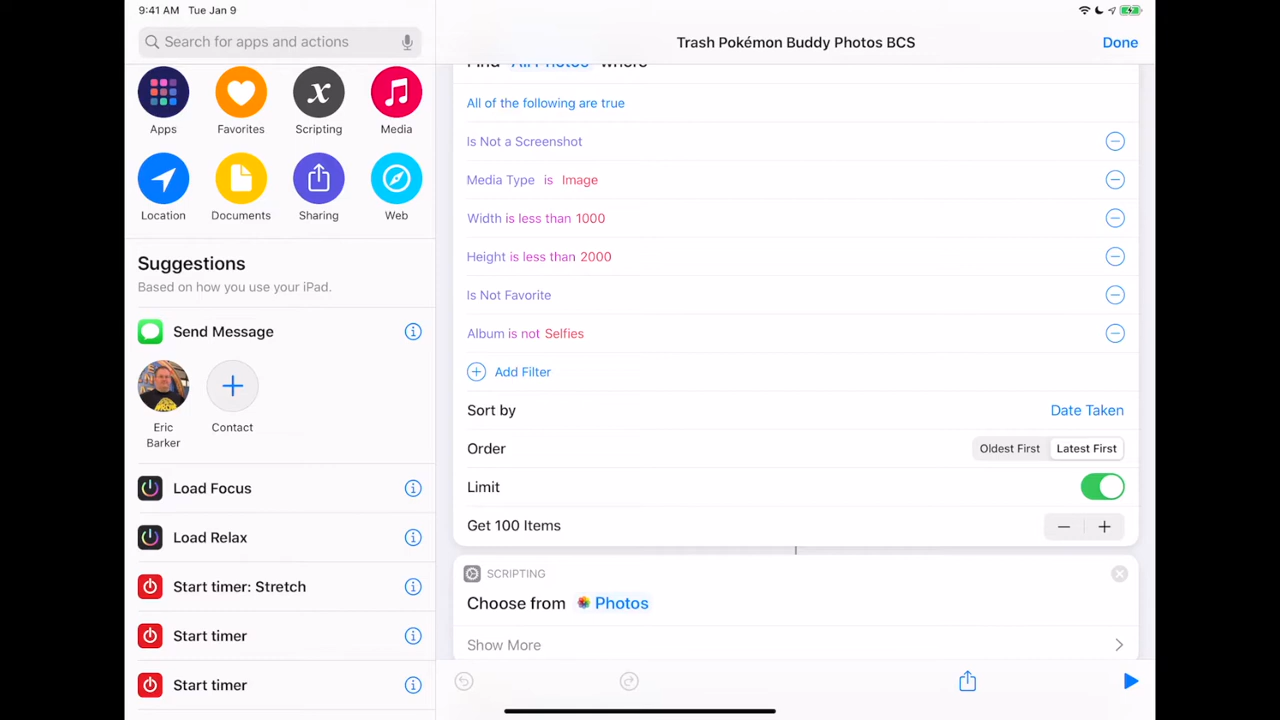 9:41 AM Tue Jan 9
Search for apps and actions
Apps Favorites Scripting Media
Location Documents Sharing Web
Suggestions
Based on how you use your iPad.
Send Message
Eric Barker
Contact
Load Focus
Load Relax
Start timer: Stretch
Start timer
Start timer
Trash Pokémon Buddy Photos BCS
Done
Find All Photos where
All of the following are true
Is Not a Screenshot
Media Type is Image
Width is less than 1000
Height is less than 2000
Is Not Favorite
Album is not Selfies
Add Filter
Sort by Date Taken
Order Oldest First Latest First
Limit
Get 100 Items
SCRIPTING
Choose from Photos
Show More